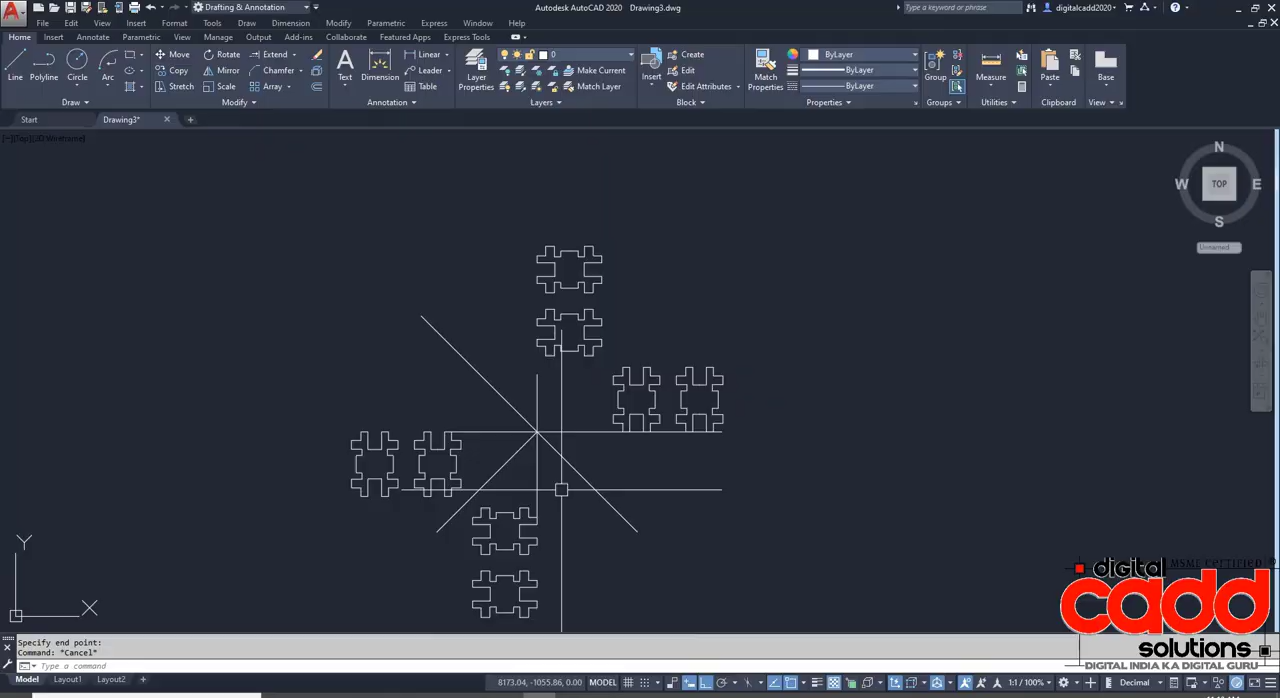 Drafting & Annotation
Autodesk AutoCAD 2020 Drawing3.dwg
Type a keyword or phrase
digitalcadd2020
File Edit View Insert Format Tools Draw Dimension Modify Parametric Express Window Help
Home Insert Annotate Parametric View Manage Output Add-ins Collaborate Featured Apps Express Tools
Line Polyline Circle Arc
Move Rotate Extend
Copy Mirror Chamfer
Stretch Scale Array
Text Dimension
Linear
Leader
Table
Layer Properties
0
Make Current
Match Layer
Insert
Create
Edit
Edit Attributes
Match Properties
ByLayer
ByLayer
ByLayer
Group
Measure
Paste
Base
Draw Modify Annotation Layers Block Properties Groups Utilities Clipboard View
Start Drawing3*
[−][Top][2D Wireframe]
N
W TOP E
S
Unnamed
Y
X
MSME CERTIFIED
digital
cadd
solutions
DIGITAL INDIA KA DIGITAL GURU
Specify end point:
Command: *Cancel*
Type a command
Model Layout1 Layout2
8173.04, -1055.86, 0.00 MODEL
1:1 / 100%
Decimal